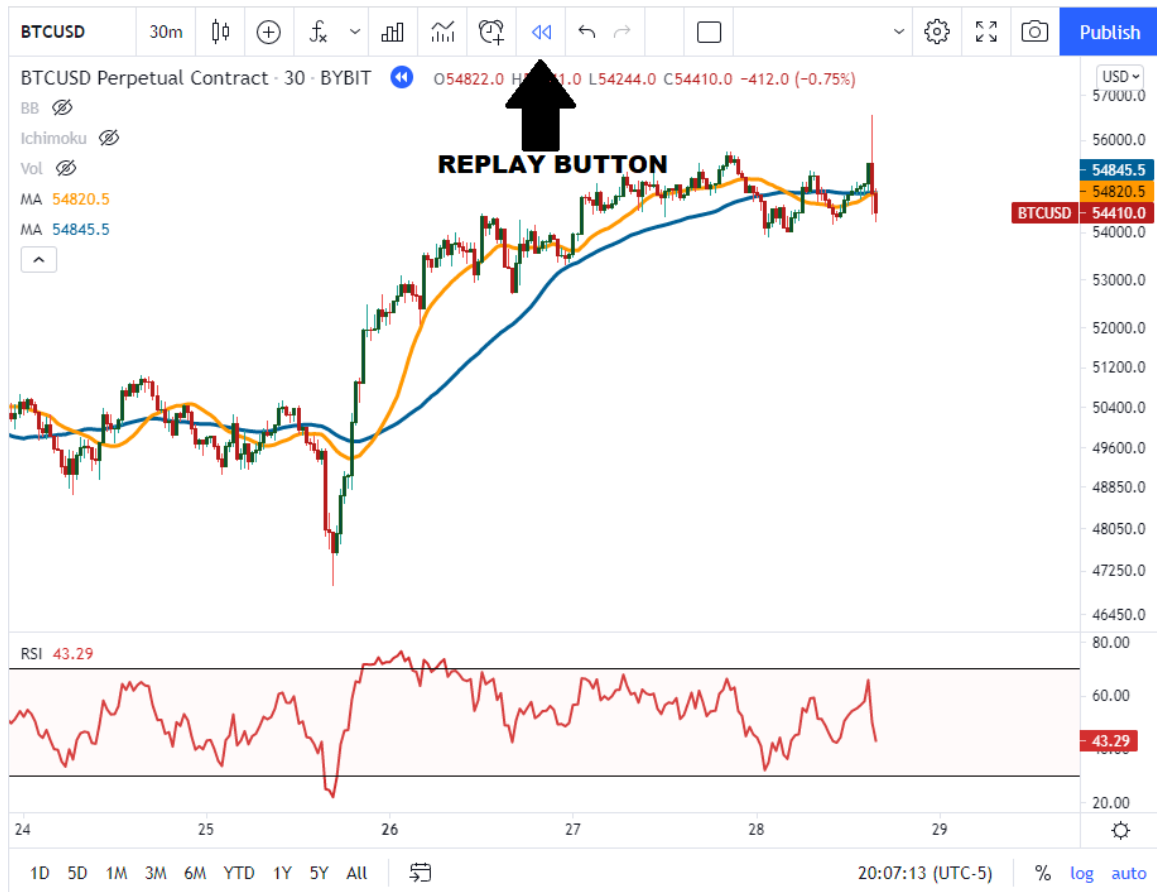 BTCUSD 30m fx Publish
BTCUSD Perpetual Contract · 30 · BYBIT O54822.0 L54244.0 C54410.0 −412.0 (−0.75%)
USD
BB
Ichimoku
Vol
MA 54820.5
MA 54845.5
REPLAY BUTTON
57000.0
56000.0
54845.5
54820.5
BTCUSD 54410.0
54000.0
53000.0
52000.0
51200.0
50400.0
49600.0
48850.0
48050.0
47250.0
46450.0
RSI 43.29
80.00
60.00
43.29
20.00
24 25 26 27 28 29
1D 5D 1M 3M 6M YTD 1Y 5Y All 20:07:13 (UTC-5) % log auto